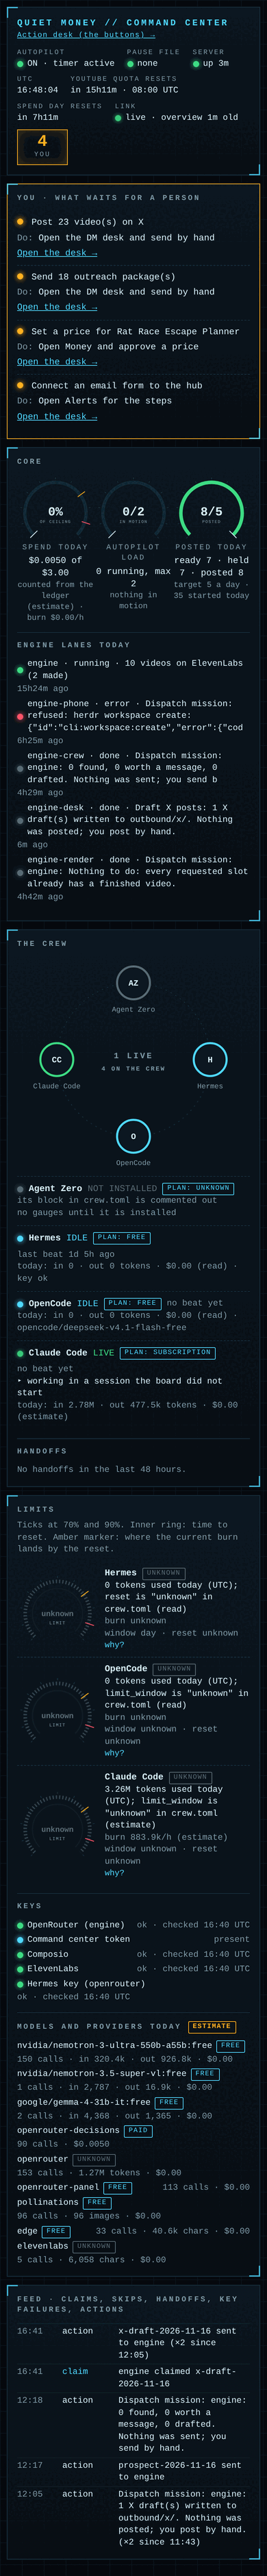 QUIET MONEY // COMMAND CENTER
Action desk (the buttons) →
AUTOPILOT
ON · timer active
PAUSE FILE
none
SERVER
up 3m
UTC
16:48:04
YOUTUBE QUOTA RESETS
in 15h11m · 08:00 UTC
SPEND DAY RESETS
in 7h11m
LINK
live · overview 1m old
4
YOU
YOU · WHAT WAITS FOR A PERSON
Post 23 video(s) on X
Do: Open the DM desk and send by hand
Open the desk →
Send 18 outreach package(s)
Do: Open the DM desk and send by hand
Open the desk →
Set a price for Rat Race Escape Planner
Do: Open Money and approve a price
Open the desk →
Connect an email form to the hub
Do: Open Alerts for the steps
Open the desk →
CORE
0%
OF CEILING
SPEND TODAY
$0.0050 of
$3.00
counted from the
ledger
(estimate) ·
burn $0.00/h
0/2
IN MOTION
AUTOPILOT
LOAD
0 running, max
2
nothing in
motion
8/5
POSTED
POSTED TODAY
ready 7 · held
7 · posted 8
target 5 a day ·
35 started today
ENGINE LANES TODAY
engine · running · 10 videos on ElevenLabs
(2 made)
15h24m ago
engine-phone · error · Dispatch mission:
refused: herdr workspace create:
{"id":"cli:workspace:create","error":{"cod
6h25m ago
engine-crew · done · Dispatch mission:
engine: 0 found, 0 worth a message, 0
drafted. Nothing was sent; you send b
4h29m ago
engine-desk · done · Draft X posts: 1 X
draft(s) written to outbound/x/. Nothing
was posted; you post by hand.
6m ago
engine-render · done · Dispatch mission:
engine: Nothing to do: every requested slot
already has a finished video.
4h42m ago
THE CREW
AZ
Agent Zero
CC
Claude Code
1 LIVE
4 ON THE CREW
H
Hermes
O
OpenCode
Agent Zero NOT INSTALLED PLAN: UNKNOWN
its block in crew.toml is commented out
no gauges until it is installed
Hermes IDLE PLAN: FREE
last beat 1d 5h ago
today: in 0 · out 0 tokens · $0.00 (read) ·
key ok
OpenCode IDLE PLAN: FREE no beat yet
today: in 0 · out 0 tokens · $0.00 (read) ·
opencode/deepseek-v4.1-flash-free
Claude Code LIVE PLAN: SUBSCRIPTION
no beat yet
‣ working in a session the board did not
start
today: in 2.78M · out 477.5k tokens · $0.00
(estimate)
HANDOFFS
No handoffs in the last 48 hours.
LIMITS
Ticks at 70% and 90%. Inner ring: time to
reset. Amber marker: where the current burn
lands by the reset.
unknown
LIMIT
Hermes UNKNOWN
0 tokens used today (UTC);
reset is "unknown" in
crew.toml (read)
burn unknown
window day · reset unknown
why?
unknown
LIMIT
OpenCode UNKNOWN
0 tokens used today (UTC);
limit_window is "unknown" in
crew.toml (read)
burn unknown
window unknown · reset
unknown
why?
unknown
LIMIT
Claude Code UNKNOWN
3.26M tokens used today
(UTC); limit_window is
"unknown" in crew.toml
(estimate)
burn 883.9k/h (estimate)
window unknown · reset
unknown
why?
KEYS
OpenRouter (engine) ok · checked 16:40 UTC
Command center token present
Composio ok · checked 16:40 UTC
ElevenLabs ok · checked 16:40 UTC
Hermes key (openrouter)
ok · checked 16:40 UTC
MODELS AND PROVIDERS TODAY ESTIMATE
nvidia/nemotron-3-ultra-550b-a55b:free FREE
150 calls · in 320.4k · out 926.8k · $0.00
nvidia/nemotron-3.5-super-vl:free FREE
1 calls · in 2,787 · out 16.9k · $0.00
google/gemma-4-31b-it:free FREE
2 calls · in 4,368 · out 1,365 · $0.00
openrouter-decisions PAID
90 calls · $0.0050
openrouter UNKNOWN
153 calls · 1.27M tokens · $0.00
openrouter-panel FREE 113 calls · $0.00
pollinations FREE
96 calls · 96 images · $0.00
edge FREE 33 calls · 40.6k chars · $0.00
elevenlabs UNKNOWN
5 calls · 6,058 chars · $0.00
FEED · CLAIMS, SKIPS, HANDOFFS, KEY
FAILURES, ACTIONS
16:41 action x-draft-2026-11-16 sent
to engine (×2 since
12:05)
16:41 claim engine claimed x-draft-
2026-11-16
12:18 action Dispatch mission: engine:
0 found, 0 worth a
message, 0 drafted.
Nothing was sent; you
send by hand.
12:17 action prospect-2026-11-16 sent
to engine
12:05 action Dispatch mission: engine:
1 X draft(s) written to
outbound/x/. Nothing was
posted; you post by hand.
(×2 since 11:43)